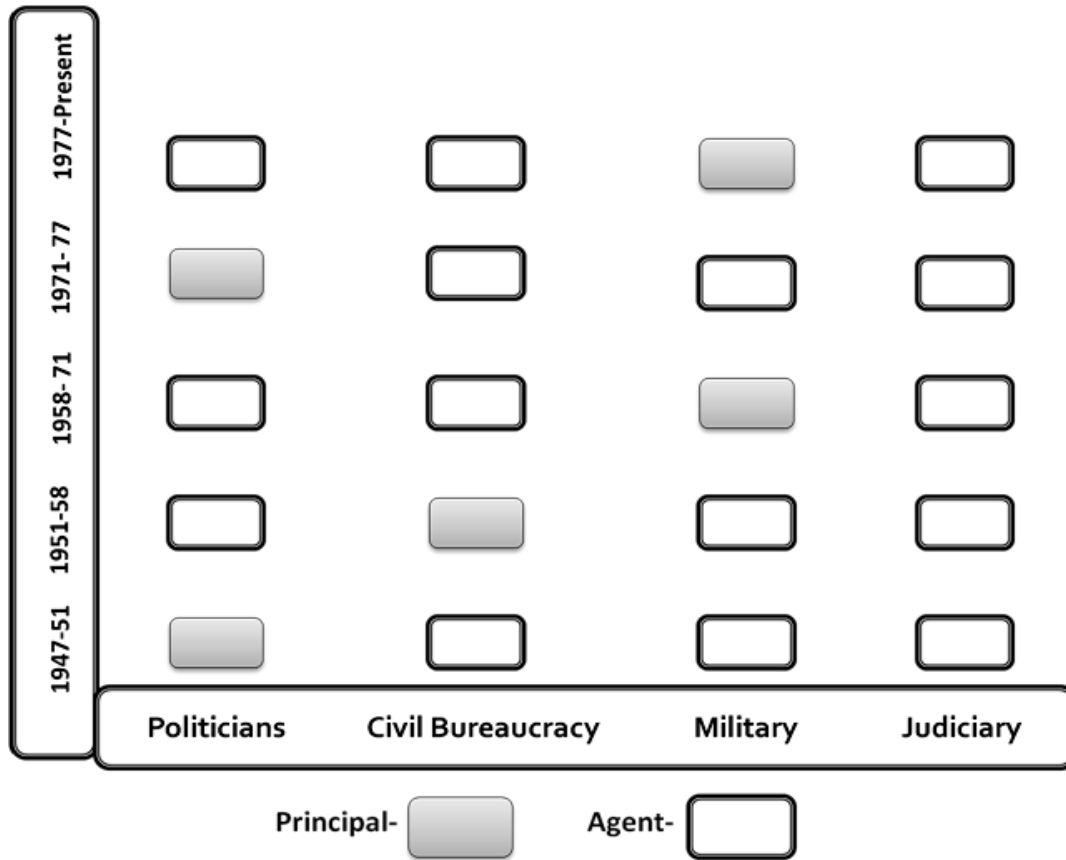 1977-Present
1971- 77
1958- 71
1951-58
1947-51
Politicians Civil Bureaucracy Military Judiciary
Principal- Agent-